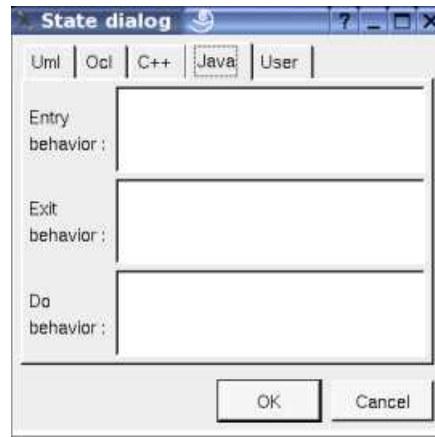 State dialog
Uml Ocl C++ Java User
Entry
behavior :
Exit
behavior :
Do
behavior :
OK Cancel